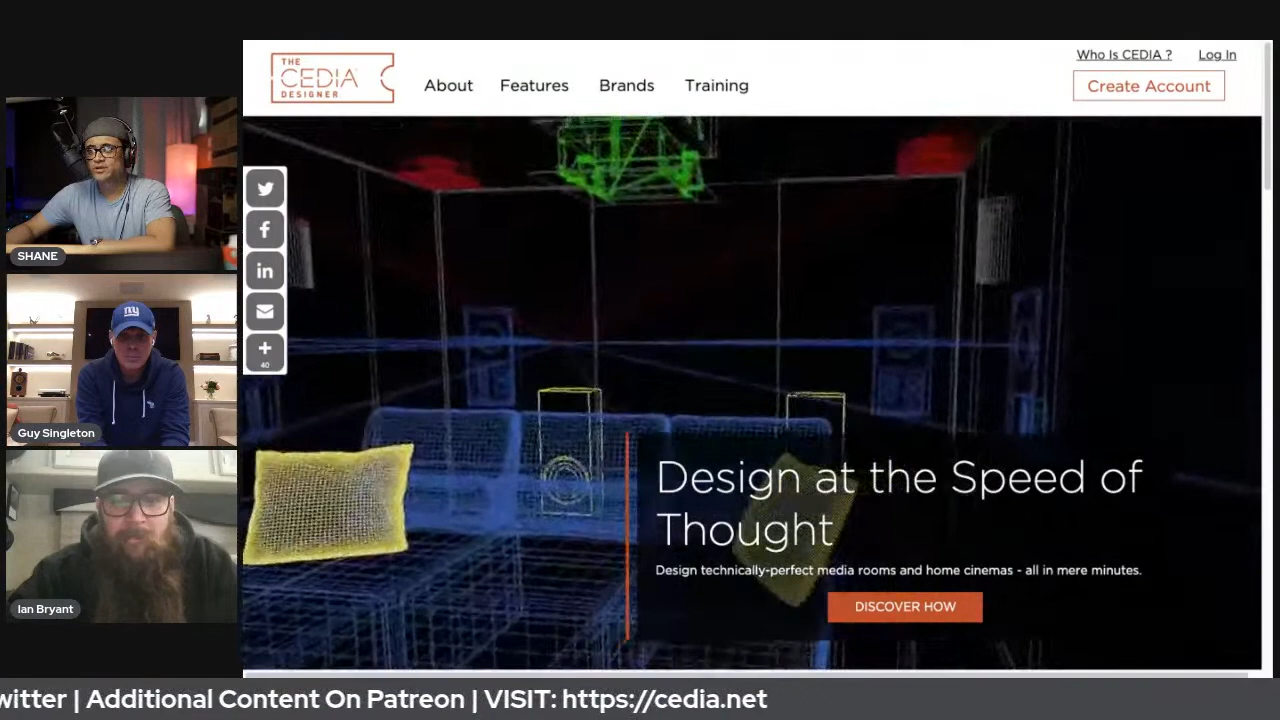 THE
CEDIA
DESIGNER
About
Features
Brands
Training
Who Is CEDIA ?
Log In
Create Account
40
SHANE
ny
Guy Singleton
Ian Bryant
Design at the Speed of
Thought
Design technically-perfect media rooms and home cinemas - all in mere minutes.
DISCOVER HOW
witter | Additional Content On Patreon | VISIT: https://cedia.net